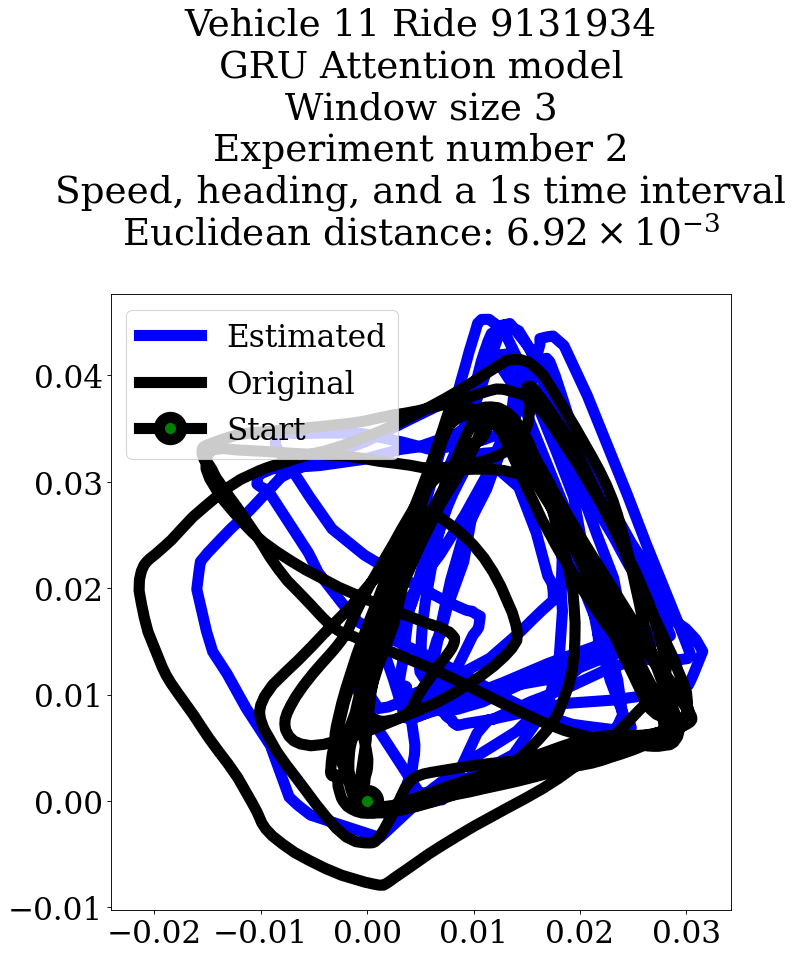 Vehicle 11 Ride 9131934
GRU Attention model
Window size 3
Experiment number 2
Speed, heading, and a 1s time interval
Euclidean distance: 6.92 × 10⁻³
Estimated
Original
Start
0.04
0.03
0.02
0.01
0.00
−0.01
−0.02 −0.01 0.00 0.01 0.02 0.03